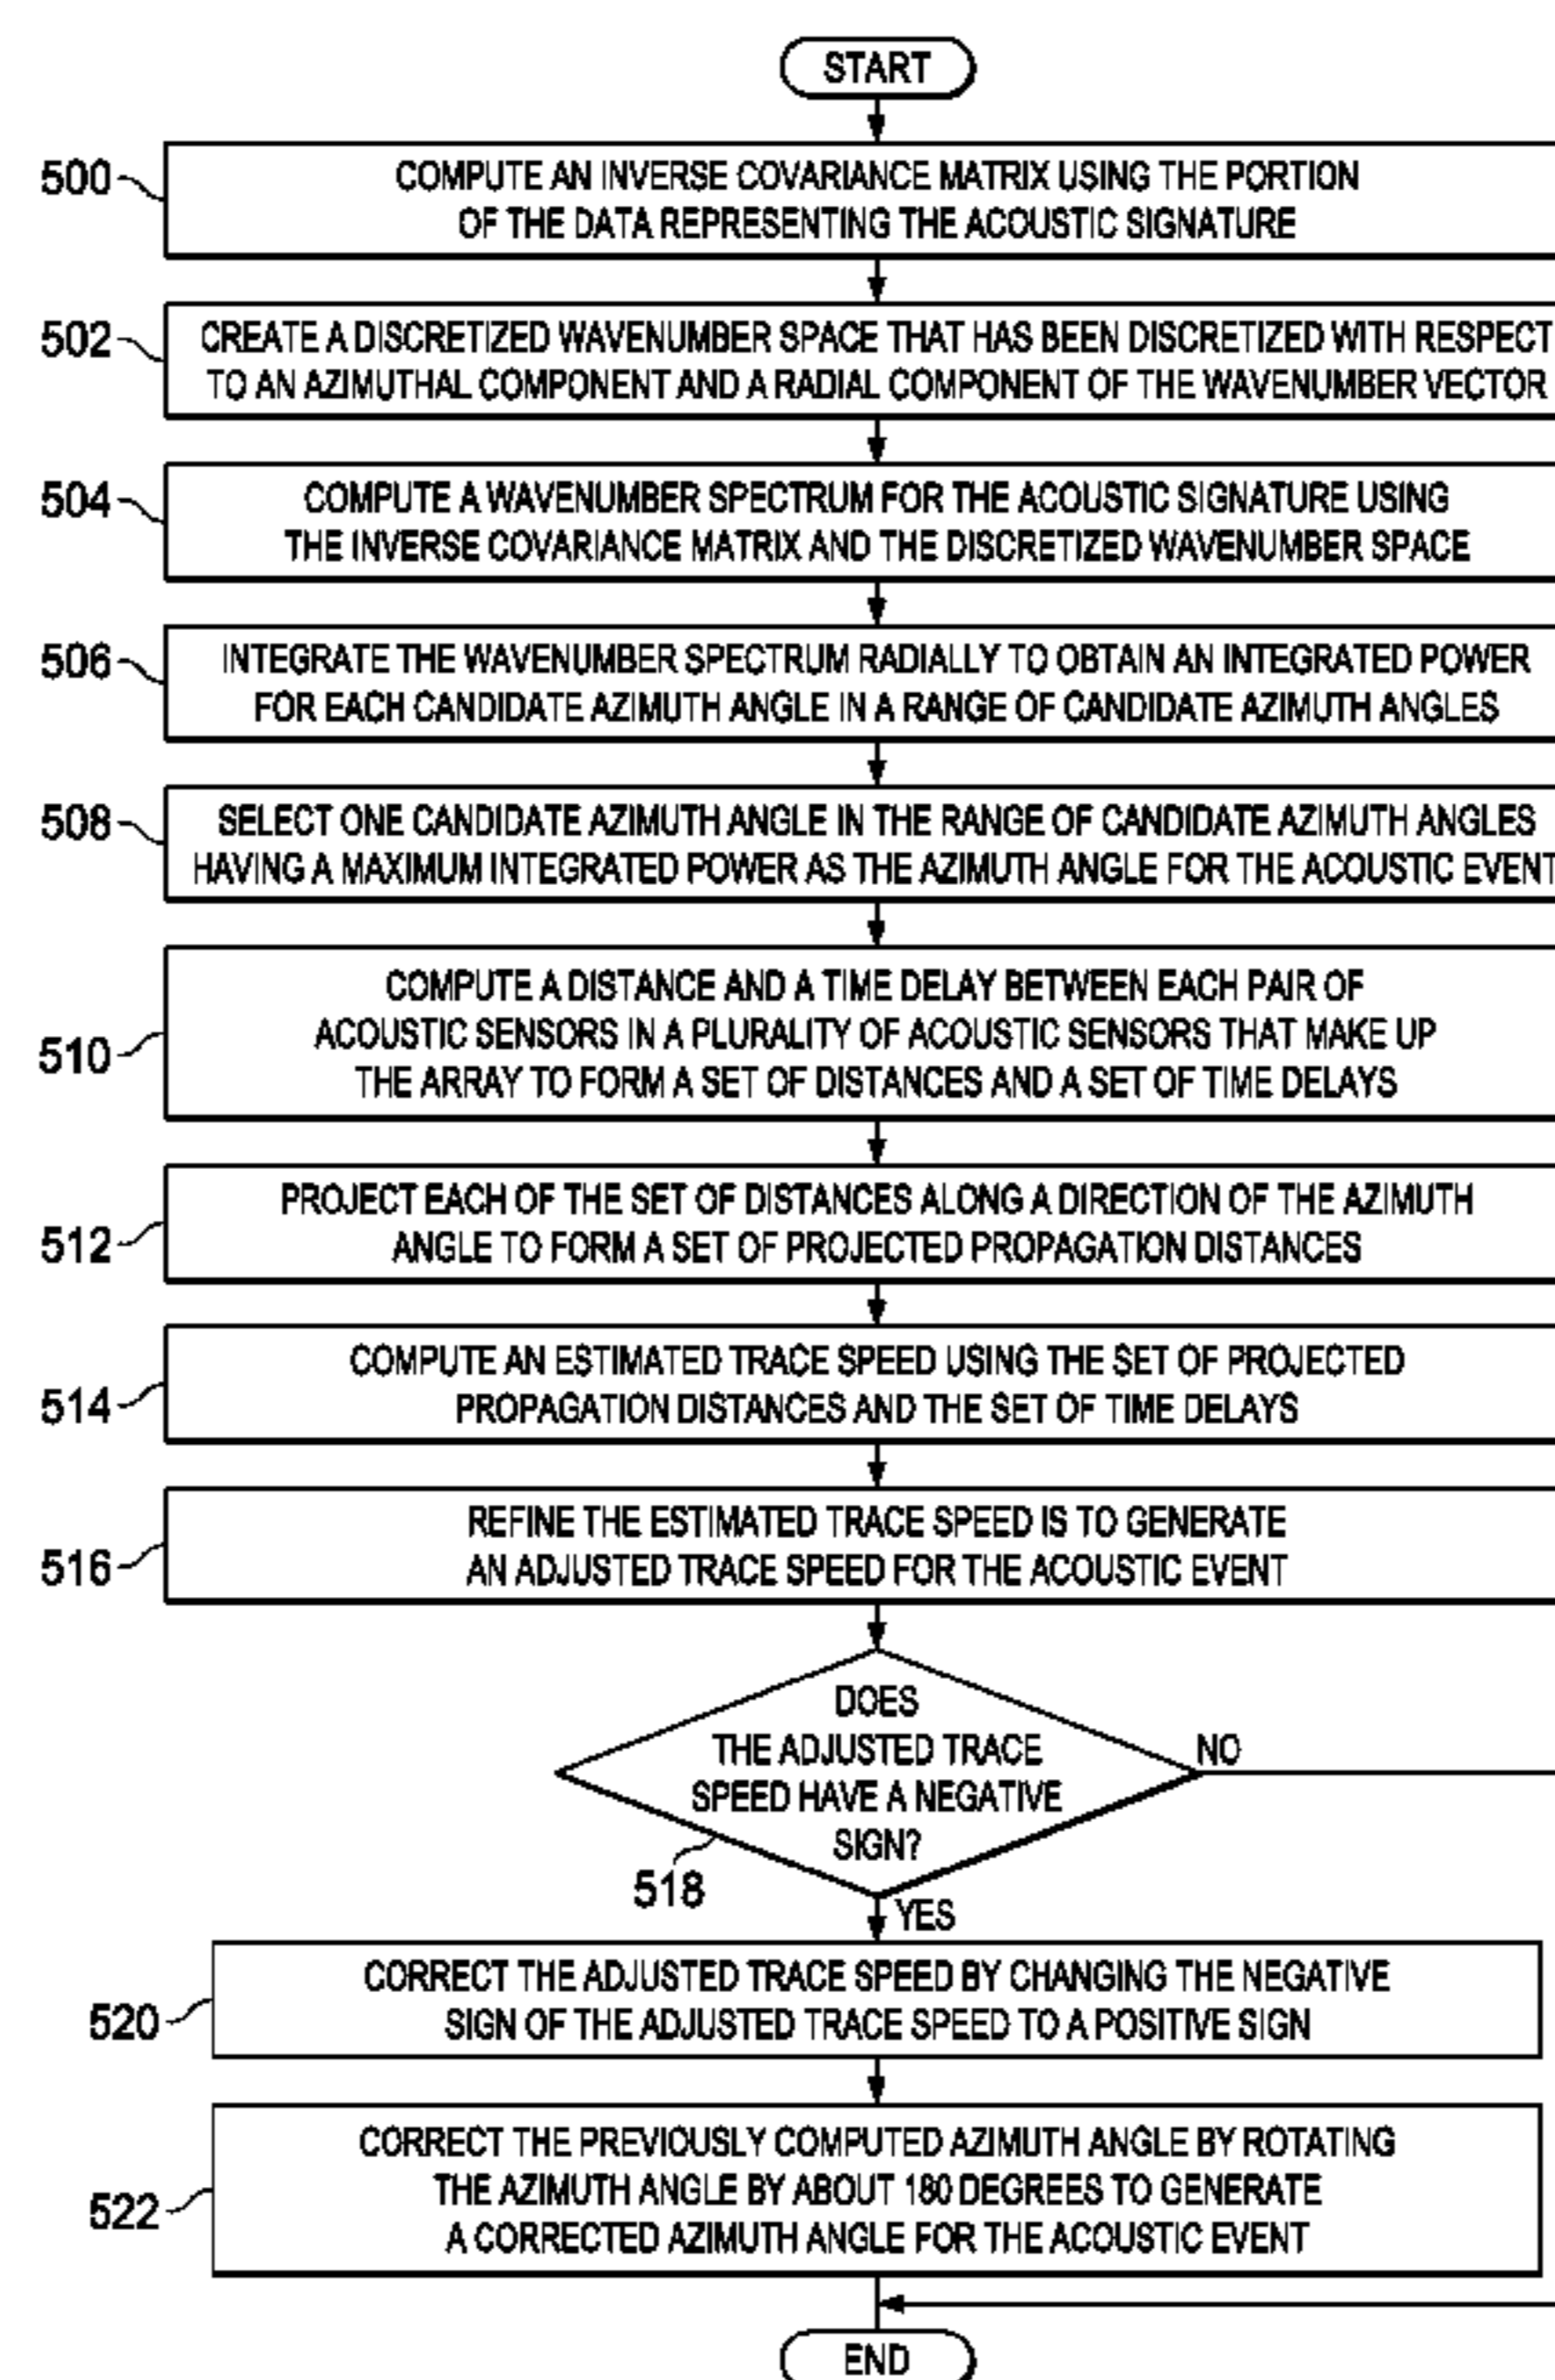 START
500
COMPUTE AN INVERSE COVARIANCE MATRIX USING THE PORTION
OF THE DATA REPRESENTING THE ACOUSTIC SIGNATURE
502
CREATE A DISCRETIZED WAVENUMBER SPACE THAT HAS BEEN DISCRETIZED WITH RESPECT
TO AN AZIMUTHAL COMPONENT AND A RADIAL COMPONENT OF THE WAVENUMBER VECTOR
504
COMPUTE A WAVENUMBER SPECTRUM FOR THE ACOUSTIC SIGNATURE USING
THE INVERSE COVARIANCE MATRIX AND THE DISCRETIZED WAVENUMBER SPACE
506
INTEGRATE THE WAVENUMBER SPECTRUM RADIALLY TO OBTAIN AN INTEGRATED POWER
FOR EACH CANDIDATE AZIMUTH ANGLE IN A RANGE OF CANDIDATE AZIMUTH ANGLES
508
SELECT ONE CANDIDATE AZIMUTH ANGLE IN THE RANGE OF CANDIDATE AZIMUTH ANGLES
HAVING A MAXIMUM INTEGRATED POWER AS THE AZIMUTH ANGLE FOR THE ACOUSTIC EVENT
510
COMPUTE A DISTANCE AND A TIME DELAY BETWEEN EACH PAIR OF
ACOUSTIC SENSORS IN A PLURALITY OF ACOUSTIC SENSORS THAT MAKE UP
THE ARRAY TO FORM A SET OF DISTANCES AND A SET OF TIME DELAYS
512
PROJECT EACH OF THE SET OF DISTANCES ALONG A DIRECTION OF THE AZIMUTH
ANGLE TO FORM A SET OF PROJECTED PROPAGATION DISTANCES
514
COMPUTE AN ESTIMATED TRACE SPEED USING THE SET OF PROJECTED
PROPAGATION DISTANCES AND THE SET OF TIME DELAYS
516
REFINE THE ESTIMATED TRACE SPEED IS TO GENERATE
AN ADJUSTED TRACE SPEED FOR THE ACOUSTIC EVENT
DOES
THE ADJUSTED TRACE
SPEED HAVE A NEGATIVE
SIGN?
NO
518
YES
520
CORRECT THE ADJUSTED TRACE SPEED BY CHANGING THE NEGATIVE
SIGN OF THE ADJUSTED TRACE SPEED TO A POSITIVE SIGN
522
CORRECT THE PREVIOUSLY COMPUTED AZIMUTH ANGLE BY ROTATING
THE AZIMUTH ANGLE BY ABOUT 180 DEGREES TO GENERATE
A CORRECTED AZIMUTH ANGLE FOR THE ACOUSTIC EVENT
END